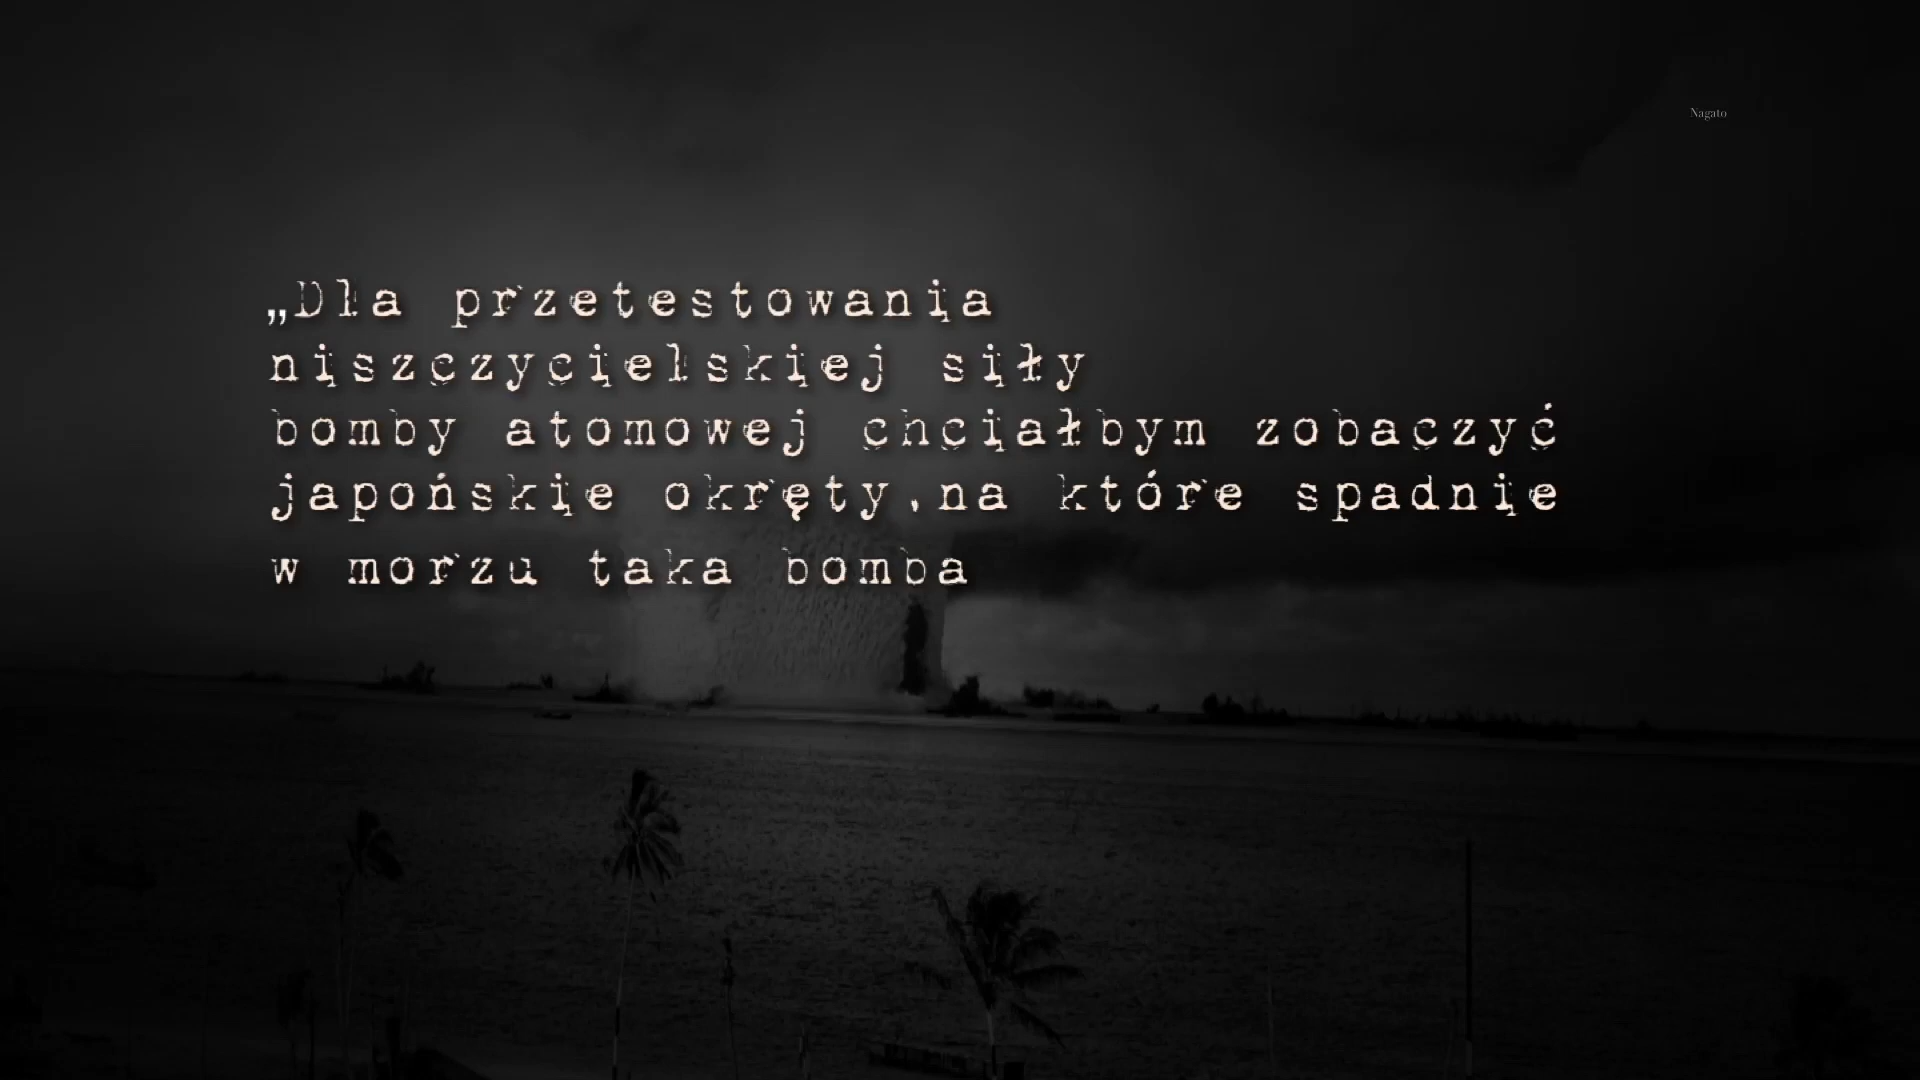 Nagato
„Dla przetestowania
niszczycielskiej siły
bomby atomowej chciałbym zobaczyć
japońskie okręty,na które spadnie
w morzu taka bomba